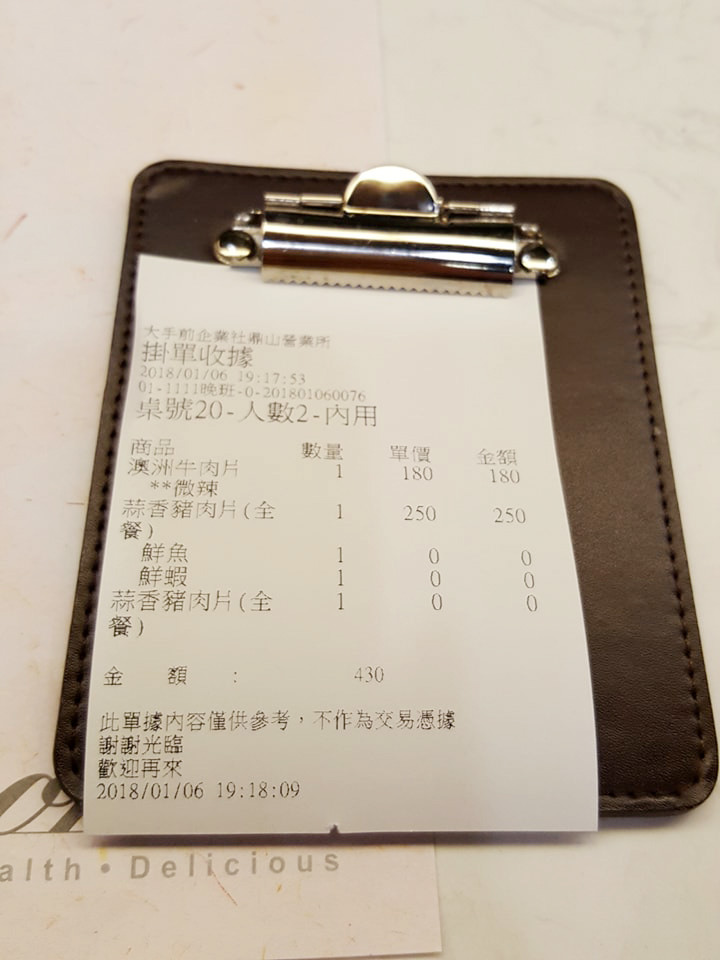 大手前企業社鼎山營業所
掛單收據
2018/01/06 19:17:53
01-1111晚班-0-201801060076
桌號20-人數2-內用
商品 數量 單價 金額
澳洲牛肉片 1 180 180
**微辣
蒜香豬肉片(全 1 250 250
餐)
鮮魚 1 0 0
鮮蝦 1 0 0
蒜香豬肉片(全 1 0 0
餐)
金 額 : 430
此單據內容僅供參考，不作為交易憑據
謝謝光臨
歡迎再來
2018/01/06 19:18:09
alth • Delicious